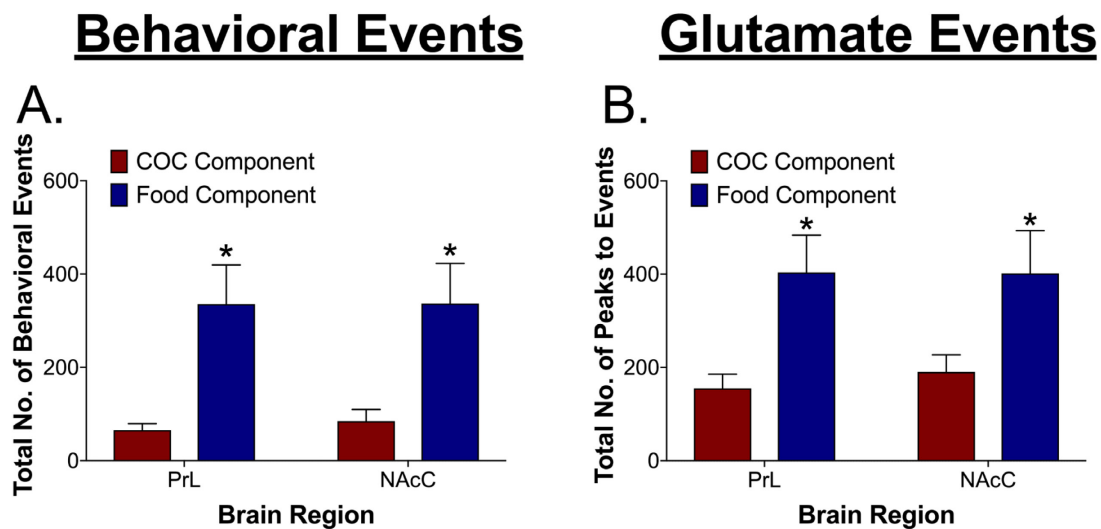 Behavioral Events
A.
Total No. of Behavioral Events
COC Component
Food Component
600
400
200
0
*
*
PrL
NAcC
Brain Region
Glutamate Events
B.
Total No. of Peaks to Events
COC Component
Food Component
600
400
200
0
*
*
PrL
NAcC
Brain Region